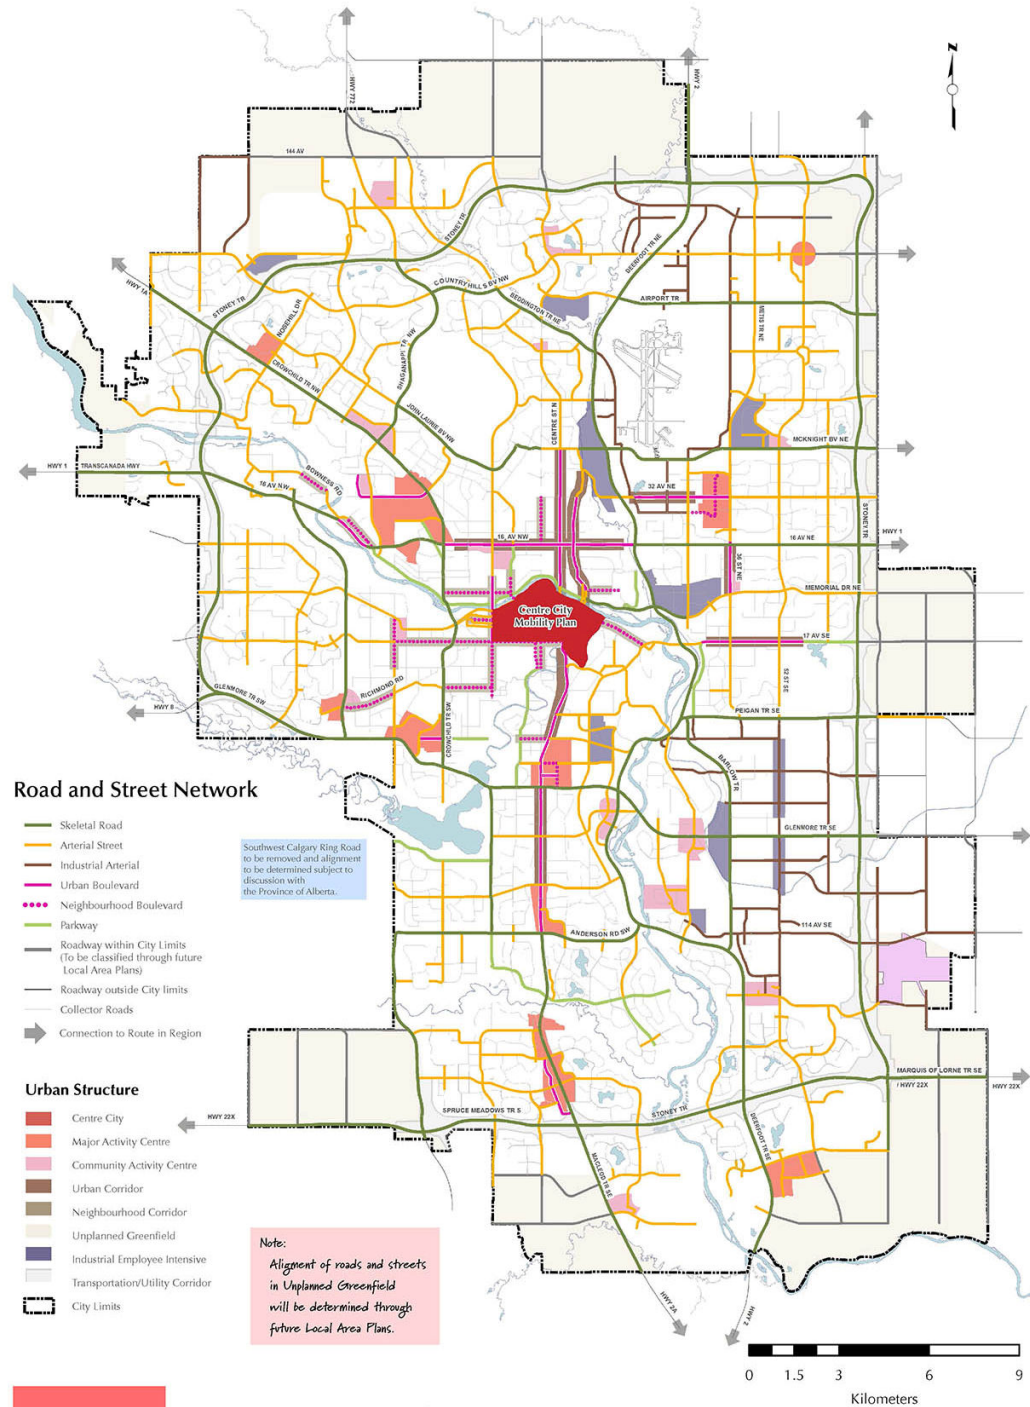 N
HWY 772
HWY 2
144 AV
STONEY TR
DEERFOOT TR NE
HWY 1A
COUNTRY HILLS BV NW
BEDDINGTON TR NE
AIRPORT TR
STONEY TR
NOSEHILL DR
METIS TR NE
SHAGANAPPI TR NW
CROWCHILD TR NW
JOHN LAURIE BV NW
CENTRE ST N
MCKNIGHT BV NE
HWY 1
TRANSCANADA HWY
BOWNESS RD
16 AV NW
32 AV NE
STONEY TR
HWY 1
16 AV NW
16 AV NE
36 ST NE
MEMORIAL DR NE
Centre City
Mobility Plan
17 AV SE
RICHMOND RD
52 ST SE
GLENMORE TR SW
HWY 8
CROWCHILD TR SW
PEIGAN TR SE
BARLOW TR
GLENMORE TR SE
Road and Street Network
Skeletal Road
Arterial Street
Industrial Arterial
Urban Boulevard
Neighbourhood Boulevard
Parkway
Roadway within City Limits
(To be classified through future
Local Area Plans)
Roadway outside City limits
Collector Roads
Connection to Route in Region
Southwest Calgary Ring Road
to be removed and alignment
to be determined subject to
discussion with
the Province of Alberta.
ANDERSON RD SW
114 AV SE
MARQUIS OF LORNE TR SE
/ HWY 22X
HWY 22X
HWY 22X
SPRUCE MEADOWS TR S
STONEY TR
DEERFOOT TR SE
MACLEOD TR SE
HWY 2A
HWY 2
Urban Structure
Centre City
Major Activity Centre
Community Activity Centre
Urban Corridor
Neighbourhood Corridor
Unplanned Greenfield
Industrial Employee Intensive
Transportation/Utility Corridor
City Limits
Note:
Aligment of roads and streets
in Unplanned Greenfield
will be determined through
future Local Area Plans.
0 1.5 3 6 9
Kilometers